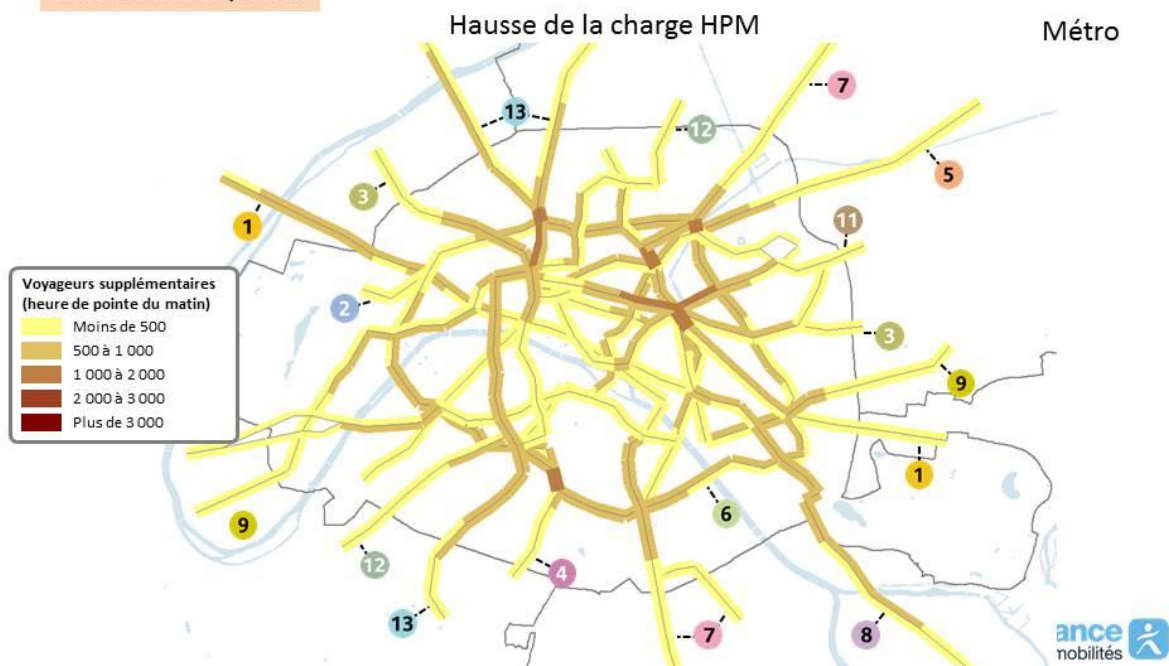 Hausse de la charge HPM
Métro
13
7
12
5
3
1
11
2
Voyageurs supplémentaires
(heure de pointe du matin)
Moins de 500
500 à 1 000
1 000 à 2 000
2 000 à 3 000
Plus de 3 000
3
9
1
6
9
12
4
13
7
8
ance
mobilités